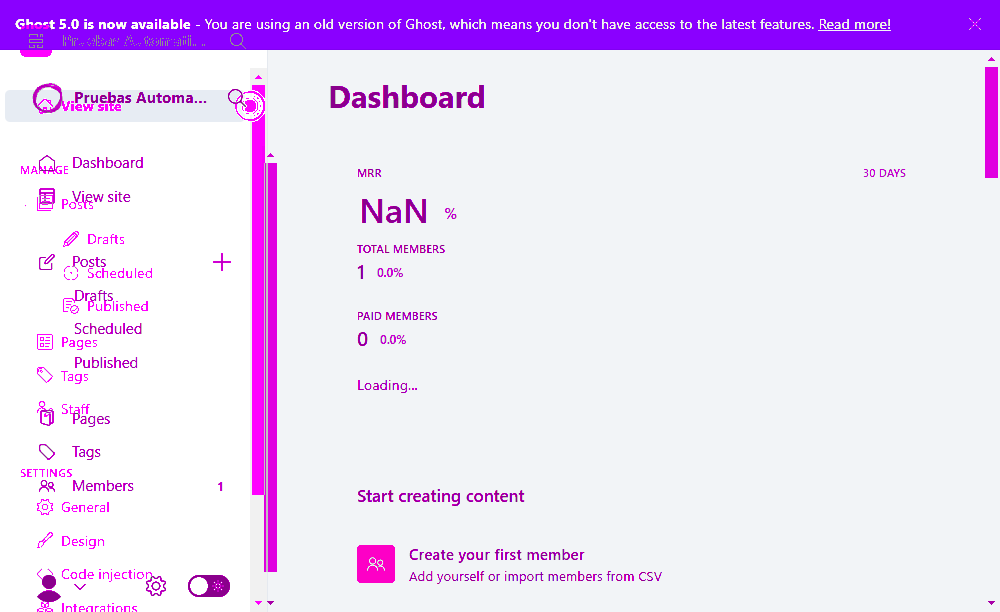 Ghost 5.0 is now available - You are using an old version of Ghost, which means you don't have access to the latest features. Read more!
Pruebas Automati...
Pruebas Automa...
View site
Dashboard
MANAGE
View site
Posts
Drafts
Posts
Scheduled
Drafts
Published
Scheduled
Pages
Published
Tags
Staff
Pages
Tags
SETTINGS
Members 1
General
Design
Code injection
Integrations
Dashboard
MRR 30 DAYS
NaN %
TOTAL MEMBERS
1 0.0%
PAID MEMBERS
0 0.0%
Loading...
Start creating content
Create your first member
Add yourself or import members from CSV